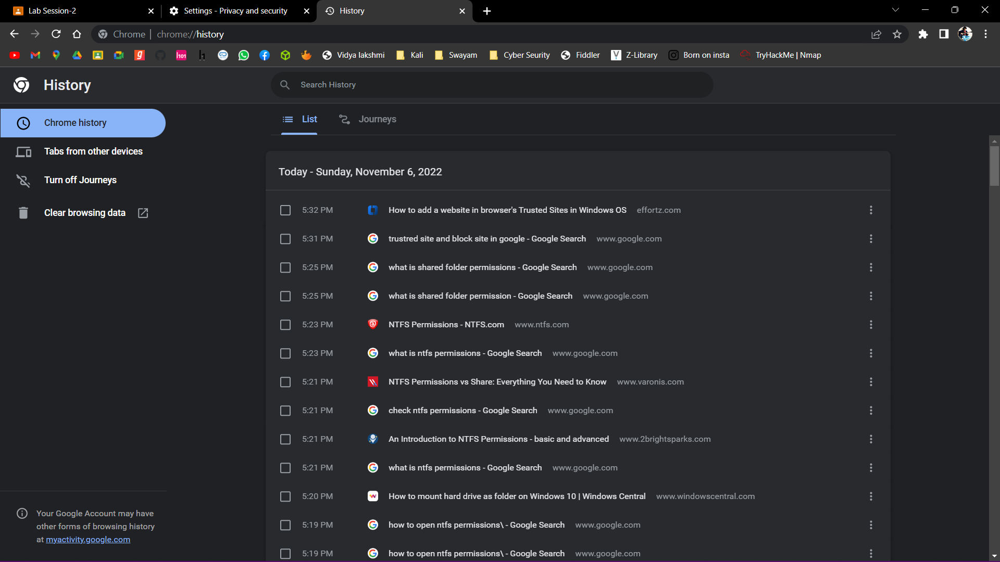 Lab Session-2
Settings - Privacy and security
History
Chrome | chrome://history
h101
Vidya lakshmi
Kali
Swayam
Cyber Seurity
Fiddler
Z-Library
Born on insta
TryHackMe | Nmap
History
Search History
Chrome history
Tabs from other devices
Turn off Journeys
Clear browsing data
List
Journeys
Today - Sunday, November 6, 2022
5:32 PM How to add a website in browser's Trusted Sites in Windows OS effortz.com
5:31 PM trustred site and block site in google - Google Search www.google.com
5:25 PM what is shared folder permissions - Google Search www.google.com
5:25 PM what is shared folder permission - Google Search www.google.com
5:23 PM NTFS Permissions - NTFS.com www.ntfs.com
5:23 PM what is ntfs permissions - Google Search www.google.com
5:21 PM NTFS Permissions vs Share: Everything You Need to Know www.varonis.com
5:21 PM check ntfs permissions - Google Search www.google.com
5:21 PM An Introduction to NTFS Permissions - basic and advanced www.2brightsparks.com
5:21 PM what is ntfs permissions - Google Search www.google.com
5:20 PM How to mount hard drive as folder on Windows 10 | Windows Central www.windowscentral.com
5:19 PM how to open ntfs permissions\ - Google Search www.google.com
5:19 PM how to open ntfs permissions\ - Google Search www.google.com
Your Google Account may have
other forms of browsing history
at myactivity.google.com